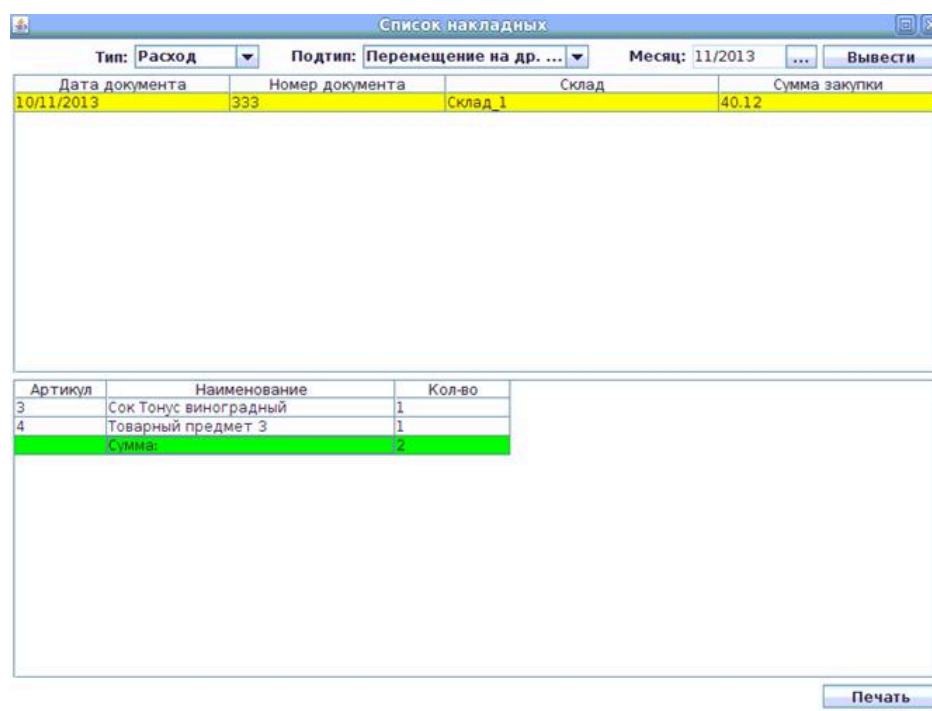 Список накладных
Тип: Расход Подтип: Перемещение на др. ... Месяц: 11/2013 ... Вывести
Дата документа Номер документа Склад Сумма закупки
10/11/2013 333 Склад_1 40.12
Артикул Наименование Кол-во
3 Сок Тонус виноградный 1
4 Товарный предмет 3 1
Сумма: 2
Печать